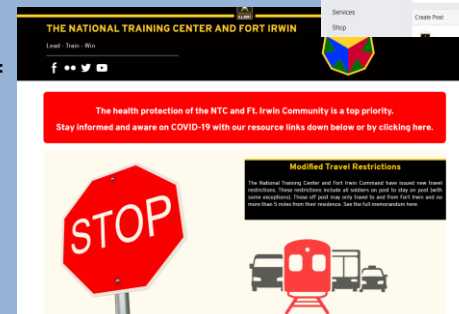 Services
Shop
Create Post
U.S. ARMY
THE NATIONAL TRAINING CENTER AND FORT IRWIN
Lead - Train - Win
The health protection of the NTC and Ft. Irwin Community is a top priority.
Stay informed and aware on COVID-19 with our resource links down below or by clicking here.
Modified Travel Restrictions
The National Training Center and Fort Irwin Command have issued new travel
restrictions. These restrictions include all soldiers on post to stay on post (with
some exceptions). Those off post may only travel to and from Fort Irwin and no
more than 5 miles from their residence. See the full memorandum here.
STOP